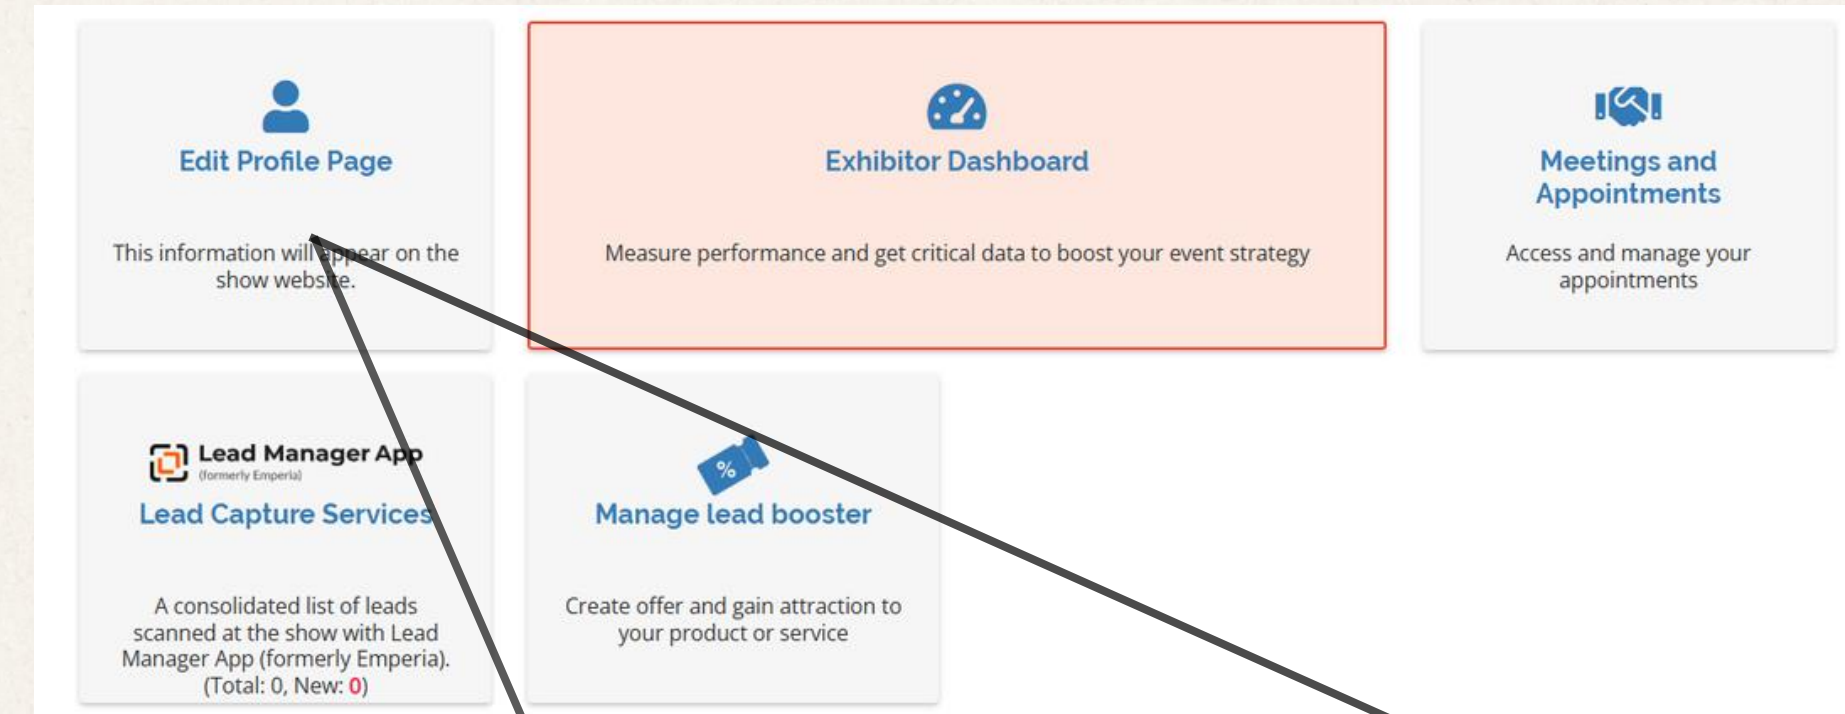 Edit Profile Page
This information will appear on the
show website.
Exhibitor Dashboard
Measure performance and get critical data to boost your event strategy
Meetings and
Appointments
Access and manage your
appointments
Lead Manager App
(formerly Emperia)
Lead Capture Services
A consolidated list of leads
scanned at the show with Lead
Manager App (formerly Emperia).
(Total: 0, New: 0)
%
Manage lead booster
Create offer and gain attraction to
your product or service